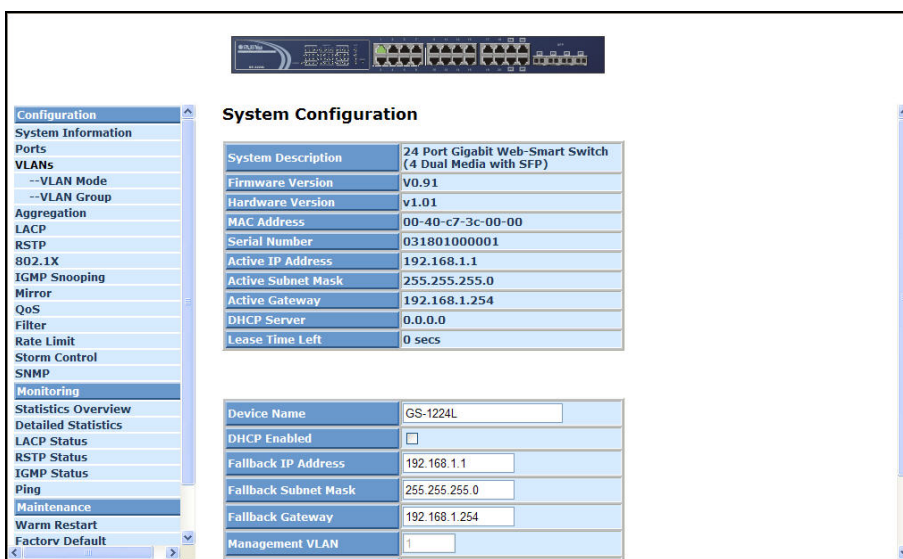 Configuration
System Information
Ports
VLANs
--VLAN Mode
--VLAN Group
Aggregation
LACP
RSTP
802.1X
IGMP Snooping
Mirror
QoS
Filter
Rate Limit
Storm Control
SNMP
Monitoring
Statistics Overview
Detailed Statistics
LACP Status
RSTP Status
IGMP Status
Ping
Maintenance
Warm Restart
Factory Default
System Configuration
System Description 24 Port Gigabit Web-Smart Switch
(4 Dual Media with SFP)
Firmware Version V0.91
Hardware Version v1.01
MAC Address 00-40-c7-3c-00-00
Serial Number 031801000001
Active IP Address 192.168.1.1
Active Subnet Mask 255.255.255.0
Active Gateway 192.168.1.254
DHCP Server 0.0.0.0
Lease Time Left 0 secs
Device Name GS-1224L
DHCP Enabled
Fallback IP Address 192.168.1.1
Fallback Subnet Mask 255.255.255.0
Fallback Gateway 192.168.1.254
Management VLAN 1